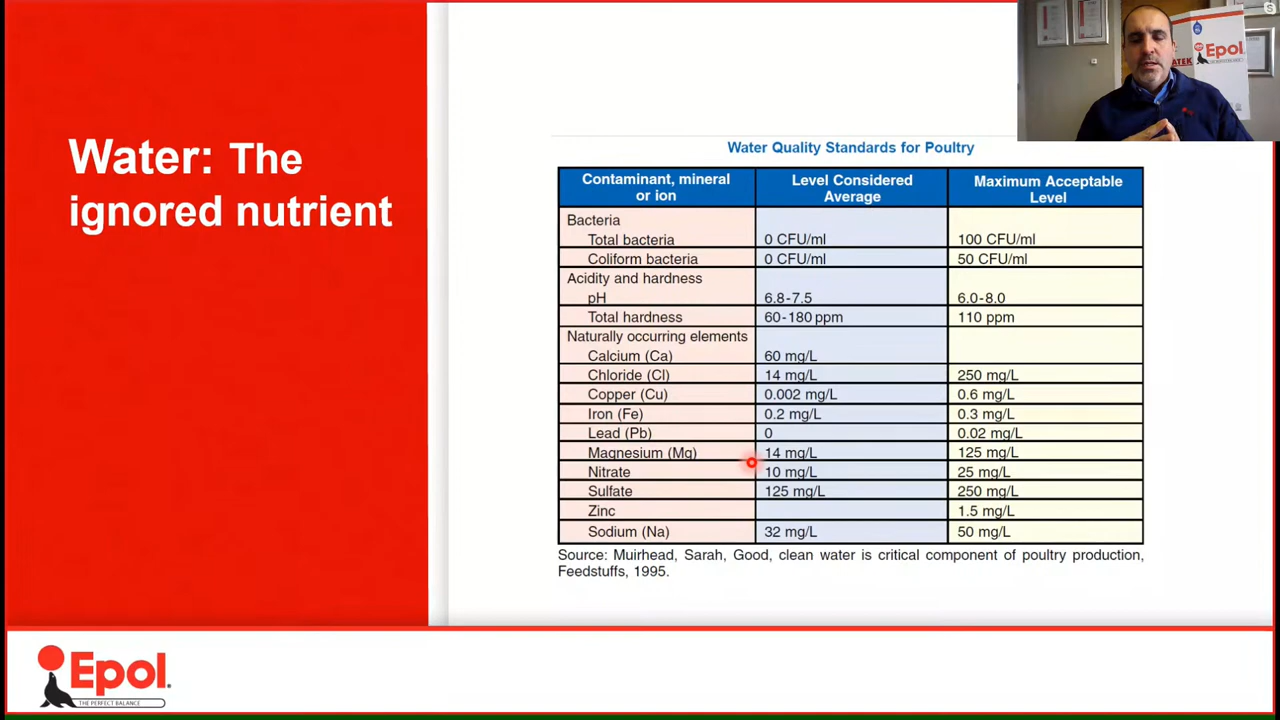 Water: The
ignored nutrient
Epol
Water Quality Standards for Poultry
Contaminant, mineral or ion Level Considered Average Maximum Acceptable Level
Bacteria
Total bacteria 0 CFU/ml 100 CFU/ml
Coliform bacteria 0 CFU/ml 50 CFU/ml
Acidity and hardness
pH 6.8-7.5 6.0-8.0
Total hardness 60-180 ppm 110 ppm
Naturally occurring elements
Calcium (Ca) 60 mg/L
Chloride (Cl) 14 mg/L 250 mg/L
Copper (Cu) 0.002 mg/L 0.6 mg/L
Iron (Fe) 0.2 mg/L 0.3 mg/L
Lead (Pb) 0 0.02 mg/L
Magnesium (Mg) 14 mg/L 125 mg/L
Nitrate 10 mg/L 25 mg/L
Sulfate 125 mg/L 250 mg/L
Zinc 1.5 mg/L
Sodium (Na) 32 mg/L 50 mg/L
Source: Muirhead, Sarah, Good, clean water is critical component of poultry production,
Feedstuffs, 1995.
Epol
THE PERFECT BALANCE